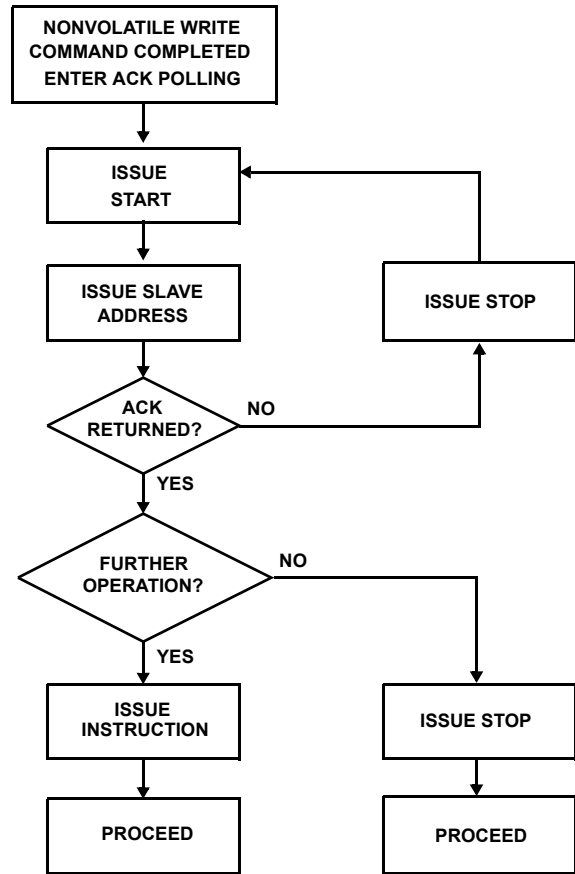 NONVOLATILE WRITE
COMMAND COMPLETED
ENTER ACK POLLING
ISSUE
START
ISSUE SLAVE
ADDRESS
ISSUE STOP
ACK
RETURNED?
NO
YES
FURTHER
OPERATION?
NO
YES
ISSUE
INSTRUCTION
ISSUE STOP
PROCEED
PROCEED